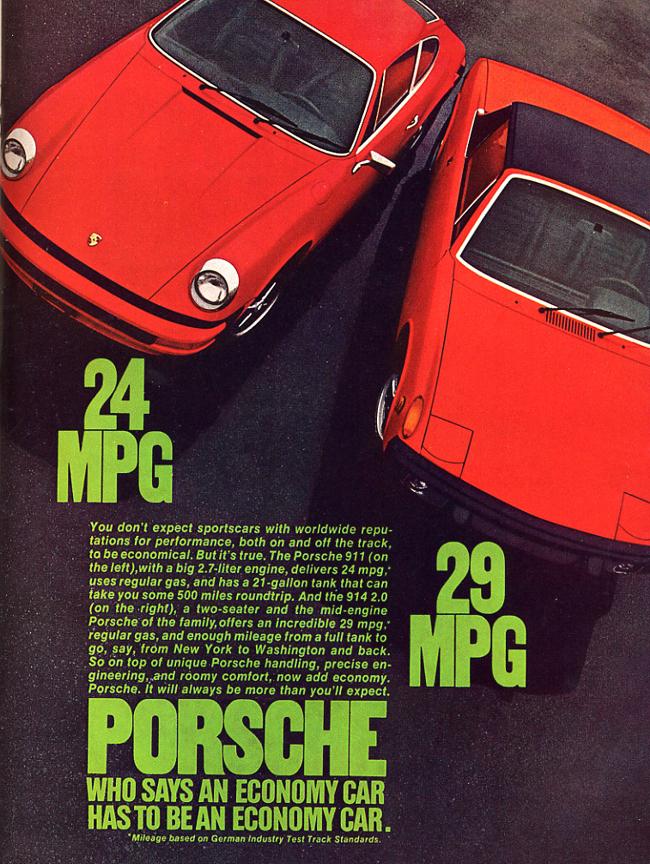 24
MPG
You don't expect sportscars with worldwide repu-
tations for performance, both on and off the track,
to be economical. But it's true. The Porsche 911 (on
the left), with a big 2.7-liter engine, delivers 24 mpg,*
uses regular gas, and has a 21-gallon tank that can
take you some 500 miles roundtrip. And the 914 2.0
(on the right), a two-seater and the mid-engine
Porsche of the family, offers an incredible 29 mpg,*
regular gas, and enough mileage from a full tank to
go, say, from New York to Washington and back.
So on top of unique Porsche handling, precise en-
gineering, and roomy comfort, now add economy.
Porsche. It will always be more than you'll expect.
29
MPG
PORSCHE
WHO SAYS AN ECONOMY CAR
HAS TO BE AN ECONOMY CAR.
*Mileage based on German Industry Test Track Standards.